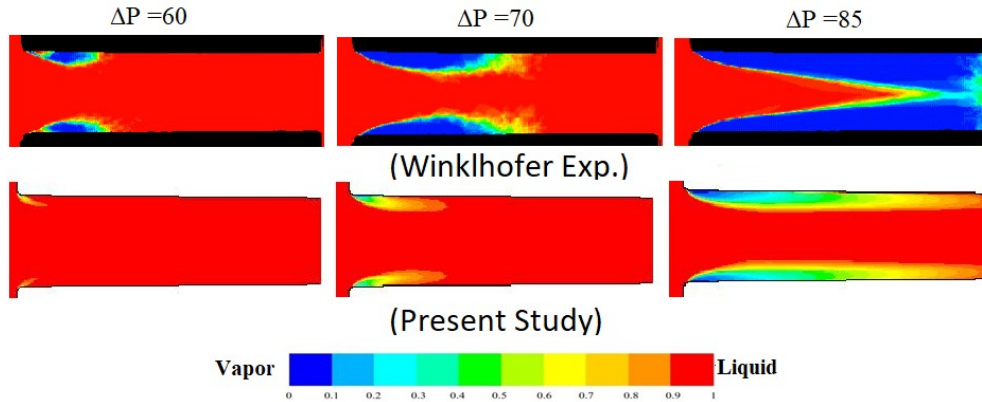 ΔP =60 ΔP =70 ΔP =85
(Winklhofer Exp.)
(Present Study)
Vapor Liquid
0 0.1 0.2 0.3 0.4 0.5 0.6 0.7 0.8 0.9 1